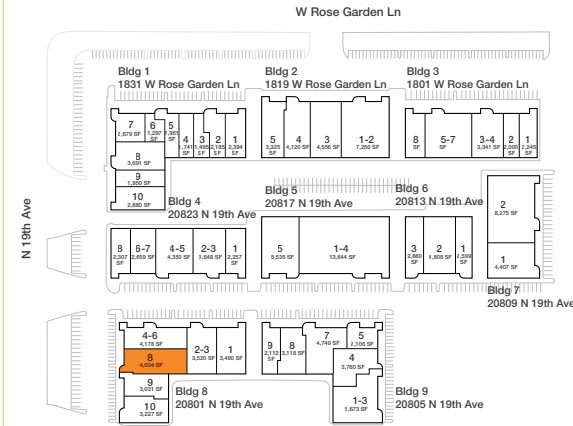 W Rose Garden Ln
Bldg 1
1831 W Rose Garden Ln
Bldg 2
1819 W Rose Garden Ln
Bldg 3
1801 W Rose Garden Ln
7
2,679 SF
6
1,297
SF
5
1,961
SF
4
1,741
SF
3
1,495
SF
2
2,185
SF
1
2,394
SF
8
3,691 SF
9
1,950 SF
10
2,880 SF
5
3,325
SF
4
4,120 SF
3
4,556 SF
1-2
7,250 SF
8
SF
5-7
SF
3-4
3,341 SF
2
2,000
SF
1
2,245
SF
N 19th Ave
Bldg 4
20823 N 19th Ave
Bldg 5
20817 N 19th Ave
Bldg 6
20813 N 19th Ave
8
2,307
SF
6-7
2,659 SF
4-5
4,350 SF
2-3
3,648 SF
1
2,257
SF
5
5,535 SF
1-4
13,644 SF
3
2,880
SF
2
4,808 SF
1
2,599
SF
2
8,275 SF
1
4,407 SF
Bldg 7
20809 N 19th Ave
4-6
4,178 SF
8
4,034 SF
9
3,031 SF
10
3,227 SF
2-3
3,520 SF
1
3,490 SF
Bldg 8
20801 N 19th Ave
9
2,112
SF
8
3,118 SF
7
4,749 SF
5
2,106 SF
4
3,760 SF
1-3
5,673 SF
Bldg 9
20805 N 19th Ave